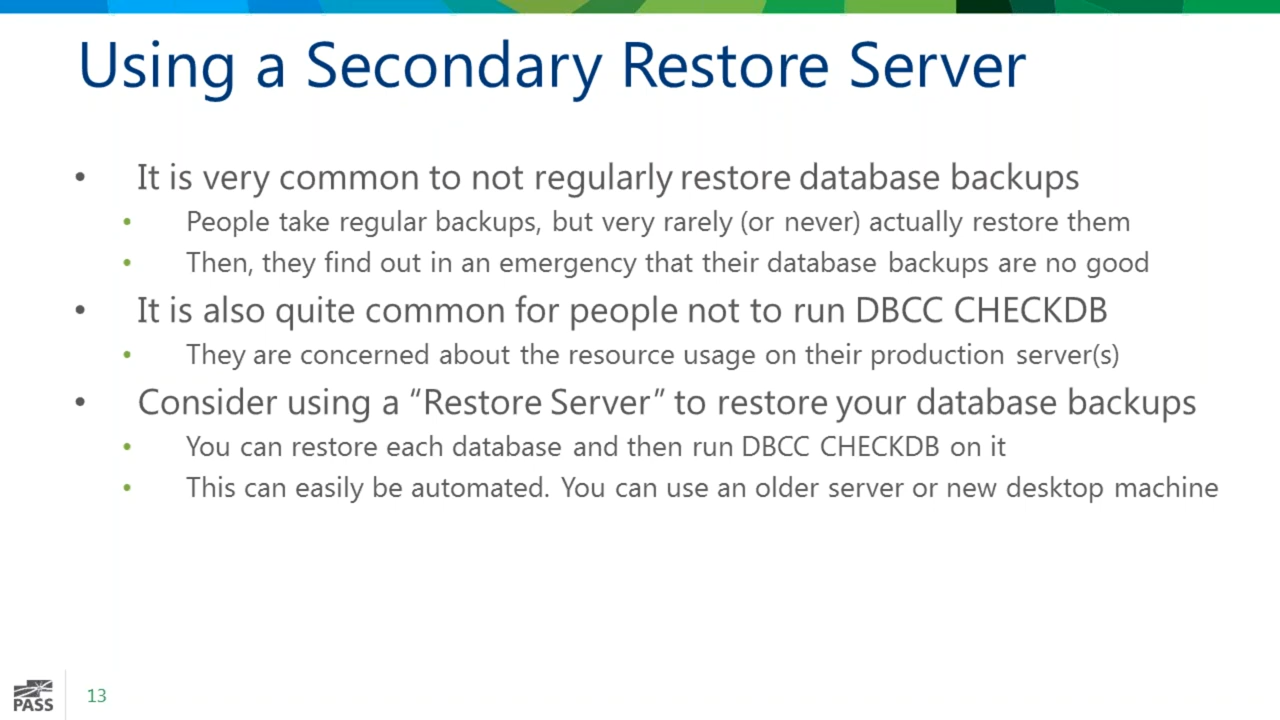 Using a Secondary Restore Server
• It is very common to not regularly restore database backups
• People take regular backups, but very rarely (or never) actually restore them
• Then, they find out in an emergency that their database backups are no good
• It is also quite common for people not to run DBCC CHECKDB
• They are concerned about the resource usage on their production server(s)
• Consider using a “Restore Server” to restore your database backups
• You can restore each database and then run DBCC CHECKDB on it
• This can easily be automated. You can use an older server or new desktop machine
PASS
13